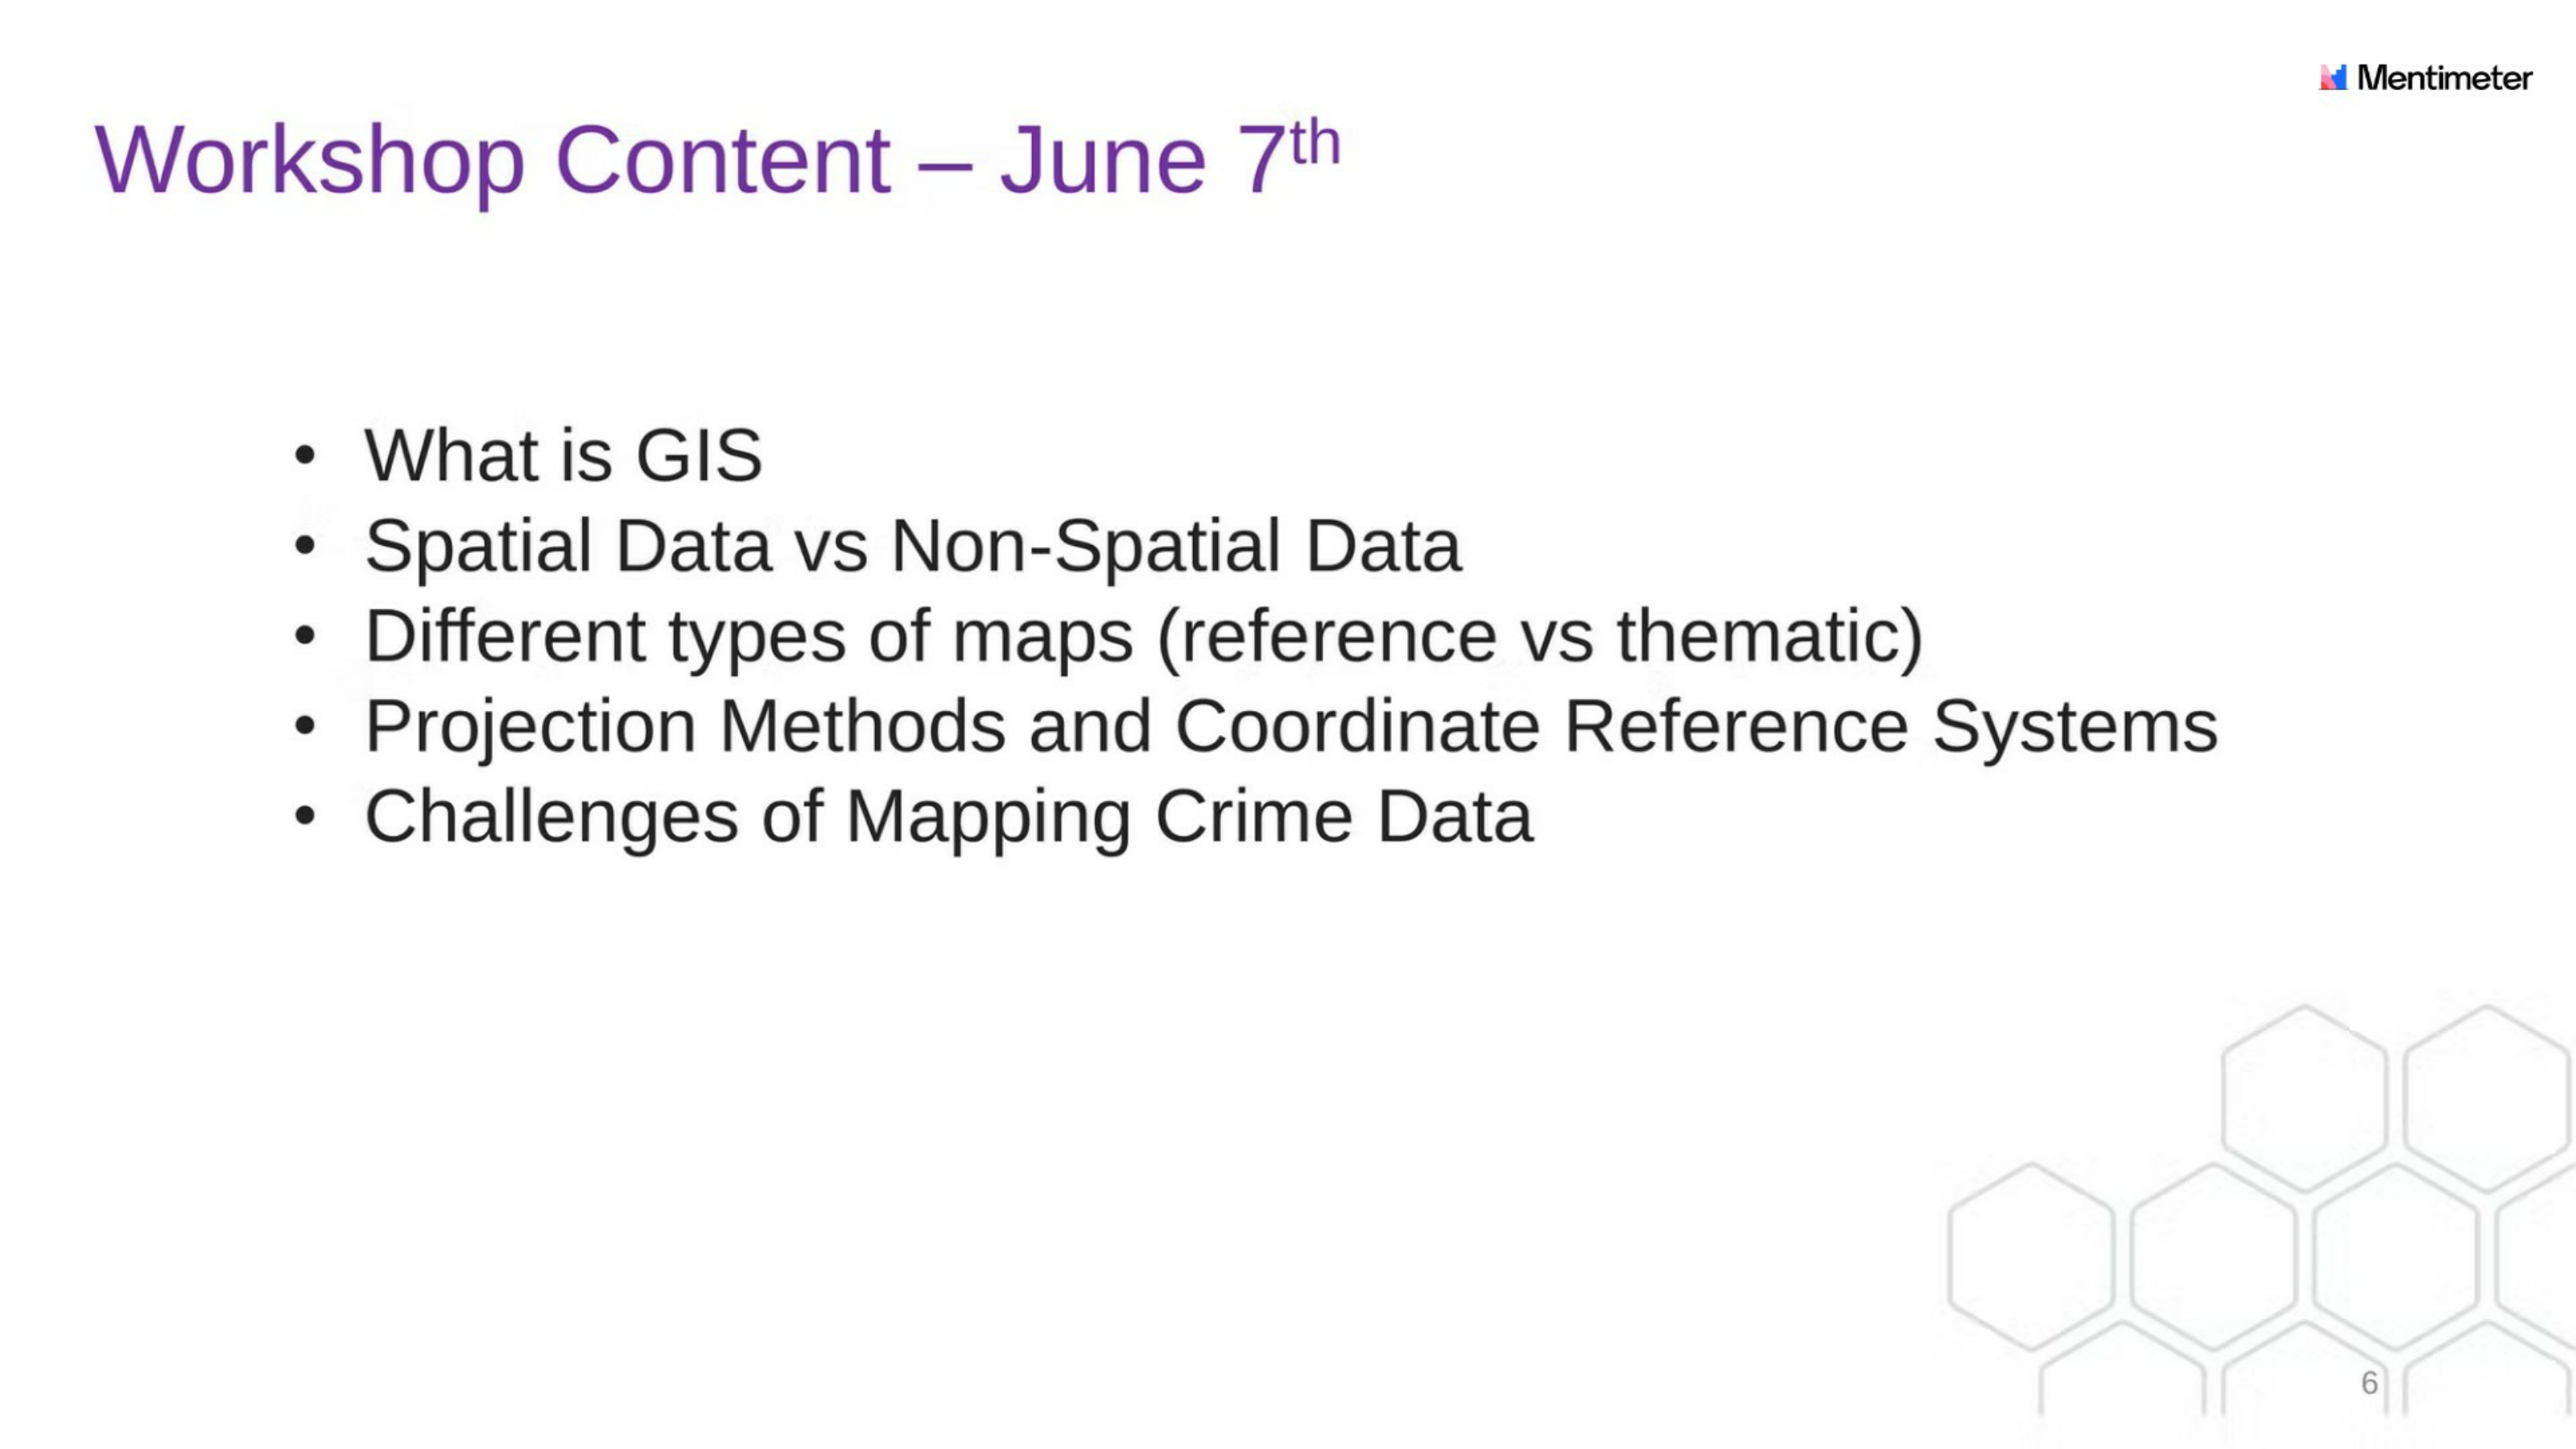 Mentimeter
Workshop Content – June 7th
• What is GIS
• Spatial Data vs Non-Spatial Data
• Different types of maps (reference vs thematic)
• Projection Methods and Coordinate Reference Systems
• Challenges of Mapping Crime Data
6